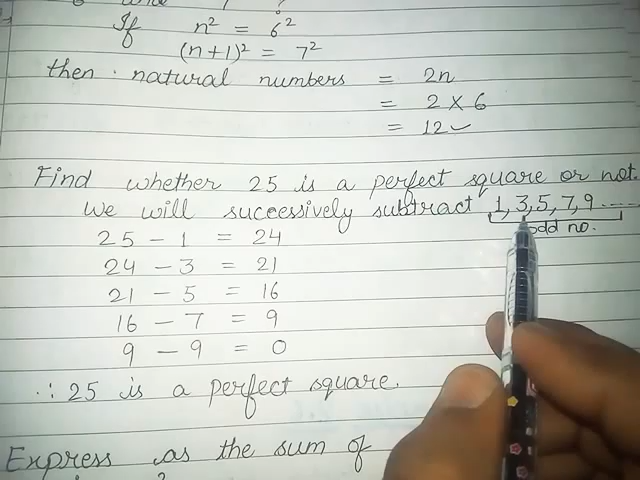 If n² = 6²
(n+1)² = 7²
then natural numbers = 2n
= 2 × 6
= 12
Find whether 25 is a perfect square or not.
We will successively subtract 1,3,5,7,9 .....
odd no.
25 - 1 = 24
24 - 3 = 21
21 - 5 = 16
16 - 7 = 9
9 - 9 = 0
∴ 25 is a perfect square.
Express as the sum of